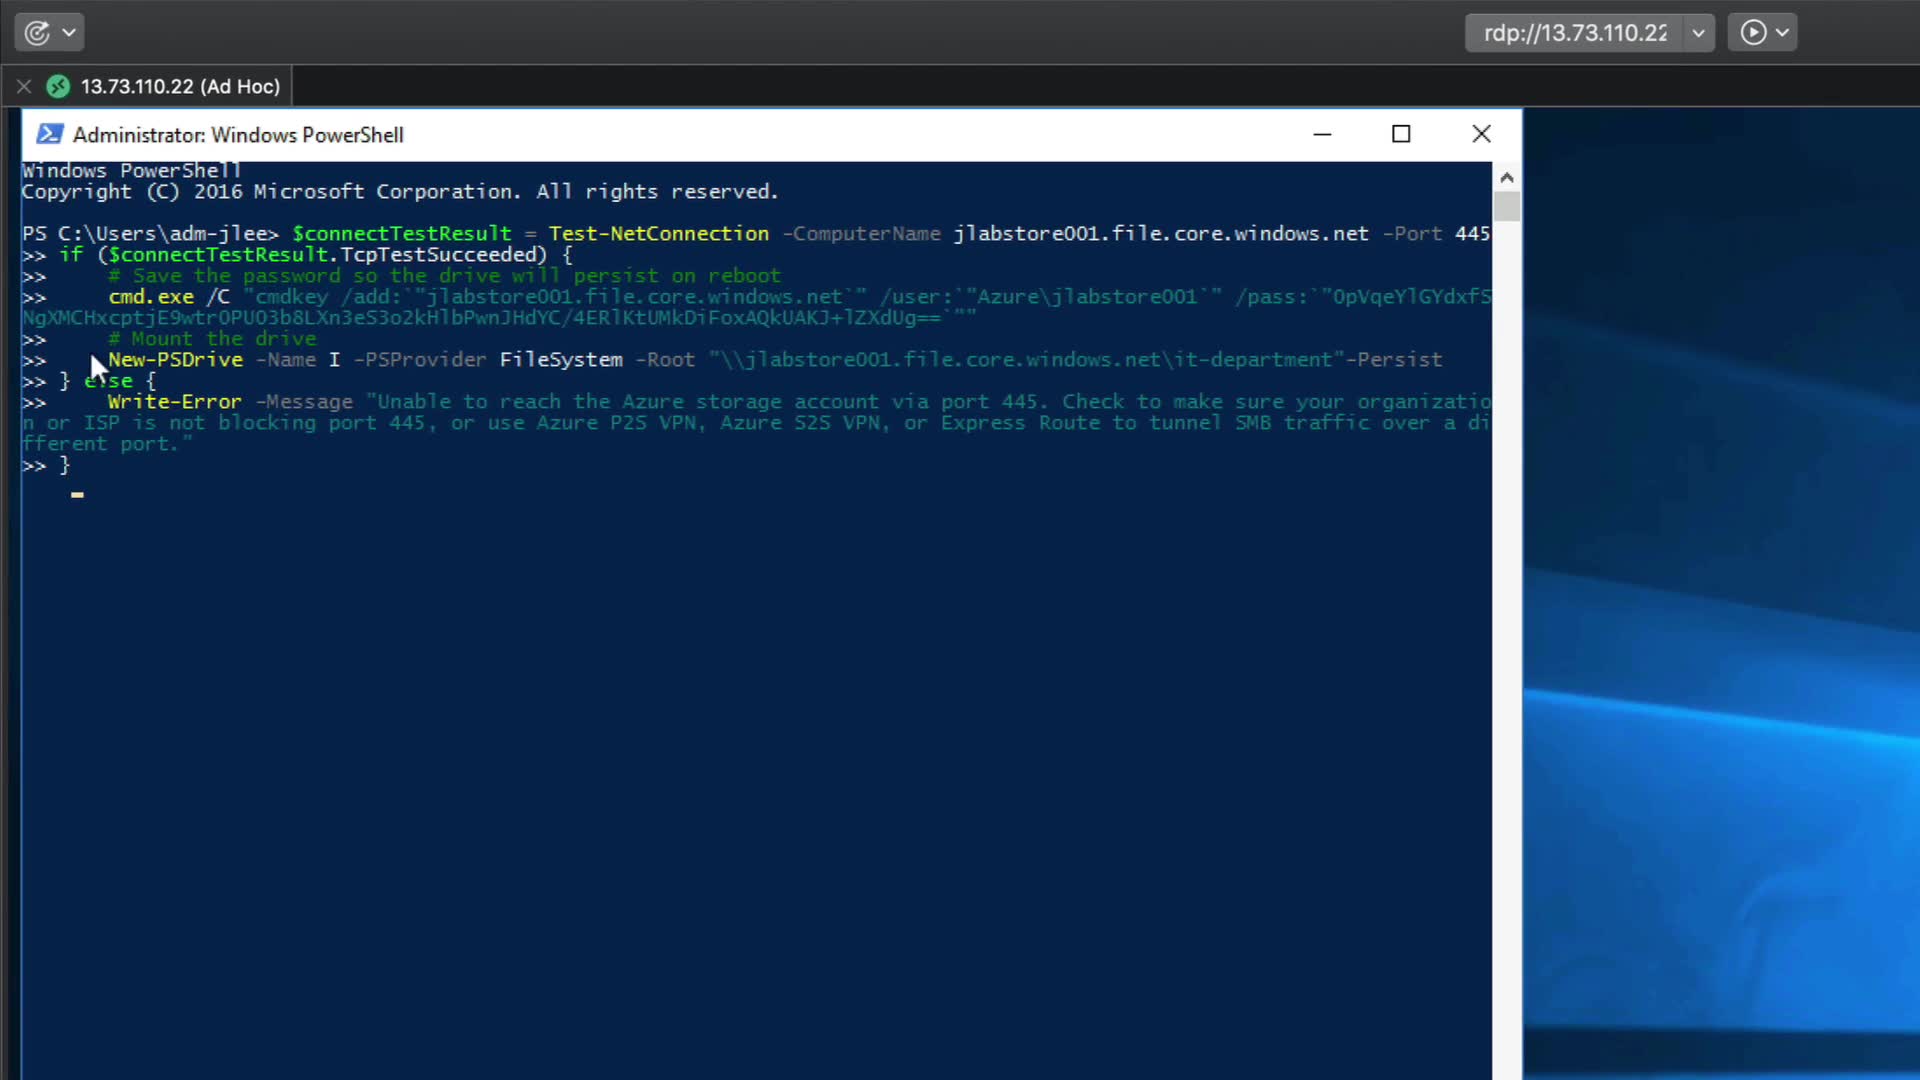 rdp://13.73.110.22
13.73.110.22 (Ad Hoc)
Administrator: Windows PowerShell
Windows PowerShell
Copyright (C) 2016 Microsoft Corporation. All rights reserved.
PS C:\Users\adm-jlee> $connectTestResult = Test-NetConnection -ComputerName jlabstore001.file.core.windows.net -Port 445
>> if ($connectTestResult.TcpTestSucceeded) {
>>     # Save the password so the drive will persist on reboot
>>     cmd.exe /C "cmdkey /add:`"jlabstore001.file.core.windows.net`" /user:`"Azure\jlabstore001`" /pass:`"
>>     # Mount the drive
>>     New-PSDrive -Name I -PSProvider FileSystem -Root "\\jlabstore001.file.core.windows.net\it-department"-Persist
>> } else {
>>     Write-Error -Message "Unable to reach the Azure storage account via port 445. Check to make sure your organizatio
n or ISP is not blocking port 445, or use Azure P2S VPN, Azure S2S VPN, or Express Route to tunnel SMB traffic over a di
fferent port."
>> }